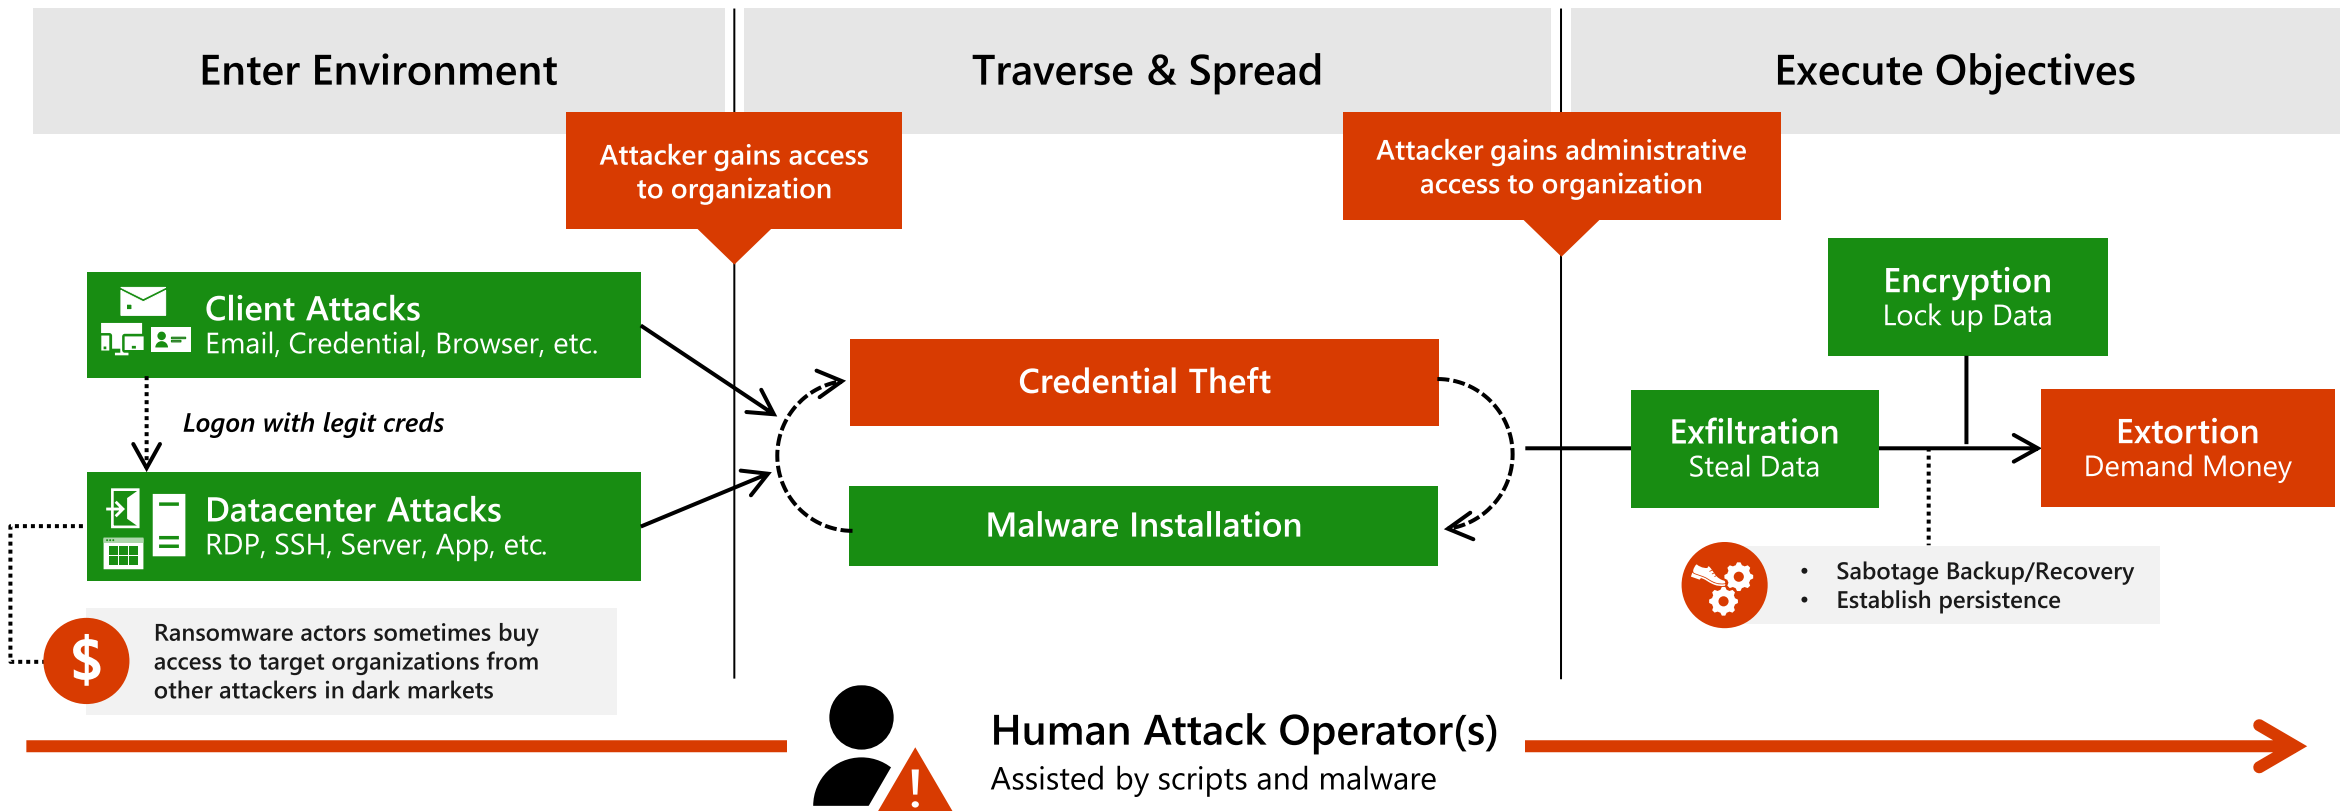 Enter Environment
Traverse & Spread
Execute Objectives
Attacker gains access
to organization
Attacker gains administrative
access to organization
Client Attacks
Email, Credential, Browser, etc.
Logon with legit creds
Datacenter Attacks
RDP, SSH, Server, App, etc.
$
Ransomware actors sometimes buy
access to target organizations from
other attackers in dark markets
Credential Theft
Malware Installation
Encryption
Lock up Data
Exfiltration
Steal Data
Extortion
Demand Money
• Sabotage Backup/Recovery
• Establish persistence
!
Human Attack Operator(s)
Assisted by scripts and malware